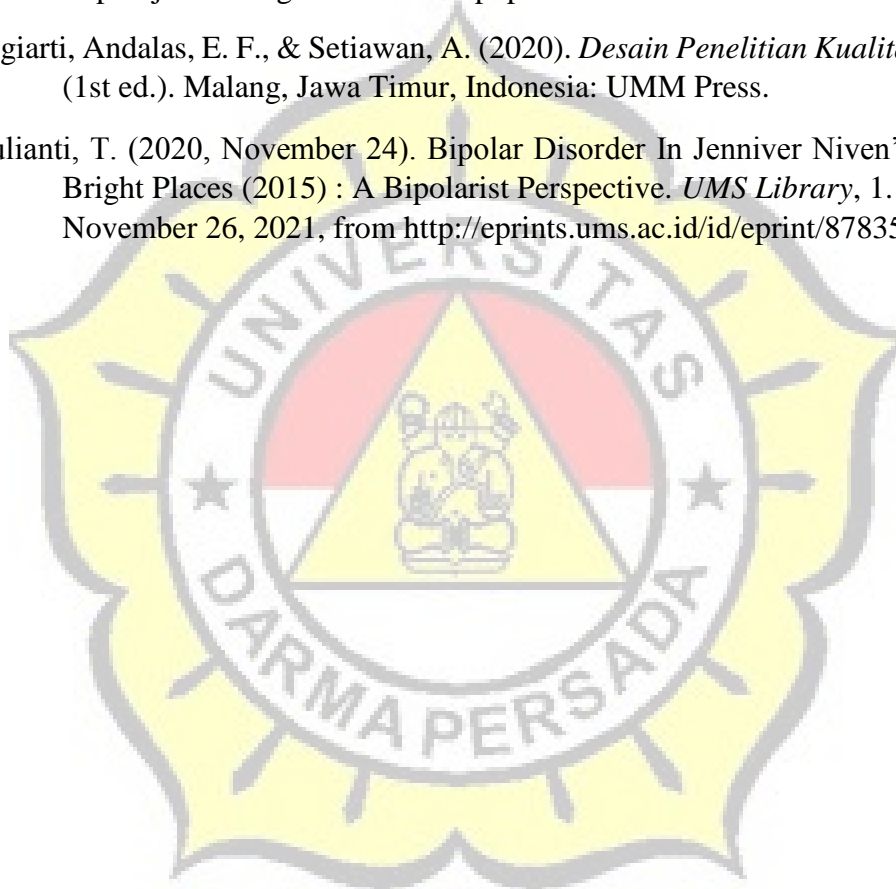 giarti, Andalas, E. F., & Setiawan, A. (2020). Desain Penelitian Kualit
(1st ed.). Malang, Jawa Timur, Indonesia: UMM Press.
ulianti, T. (2020, November 24). Bipolar Disorder In Jenniver Niven'
Bright Places (2015) : A Bipolarist Perspective. UMS Library, 1.
November 26, 2021, from http://eprints.ums.ac.id/id/eprint/87835
UNIVERSITAS
DARMA PERSADA